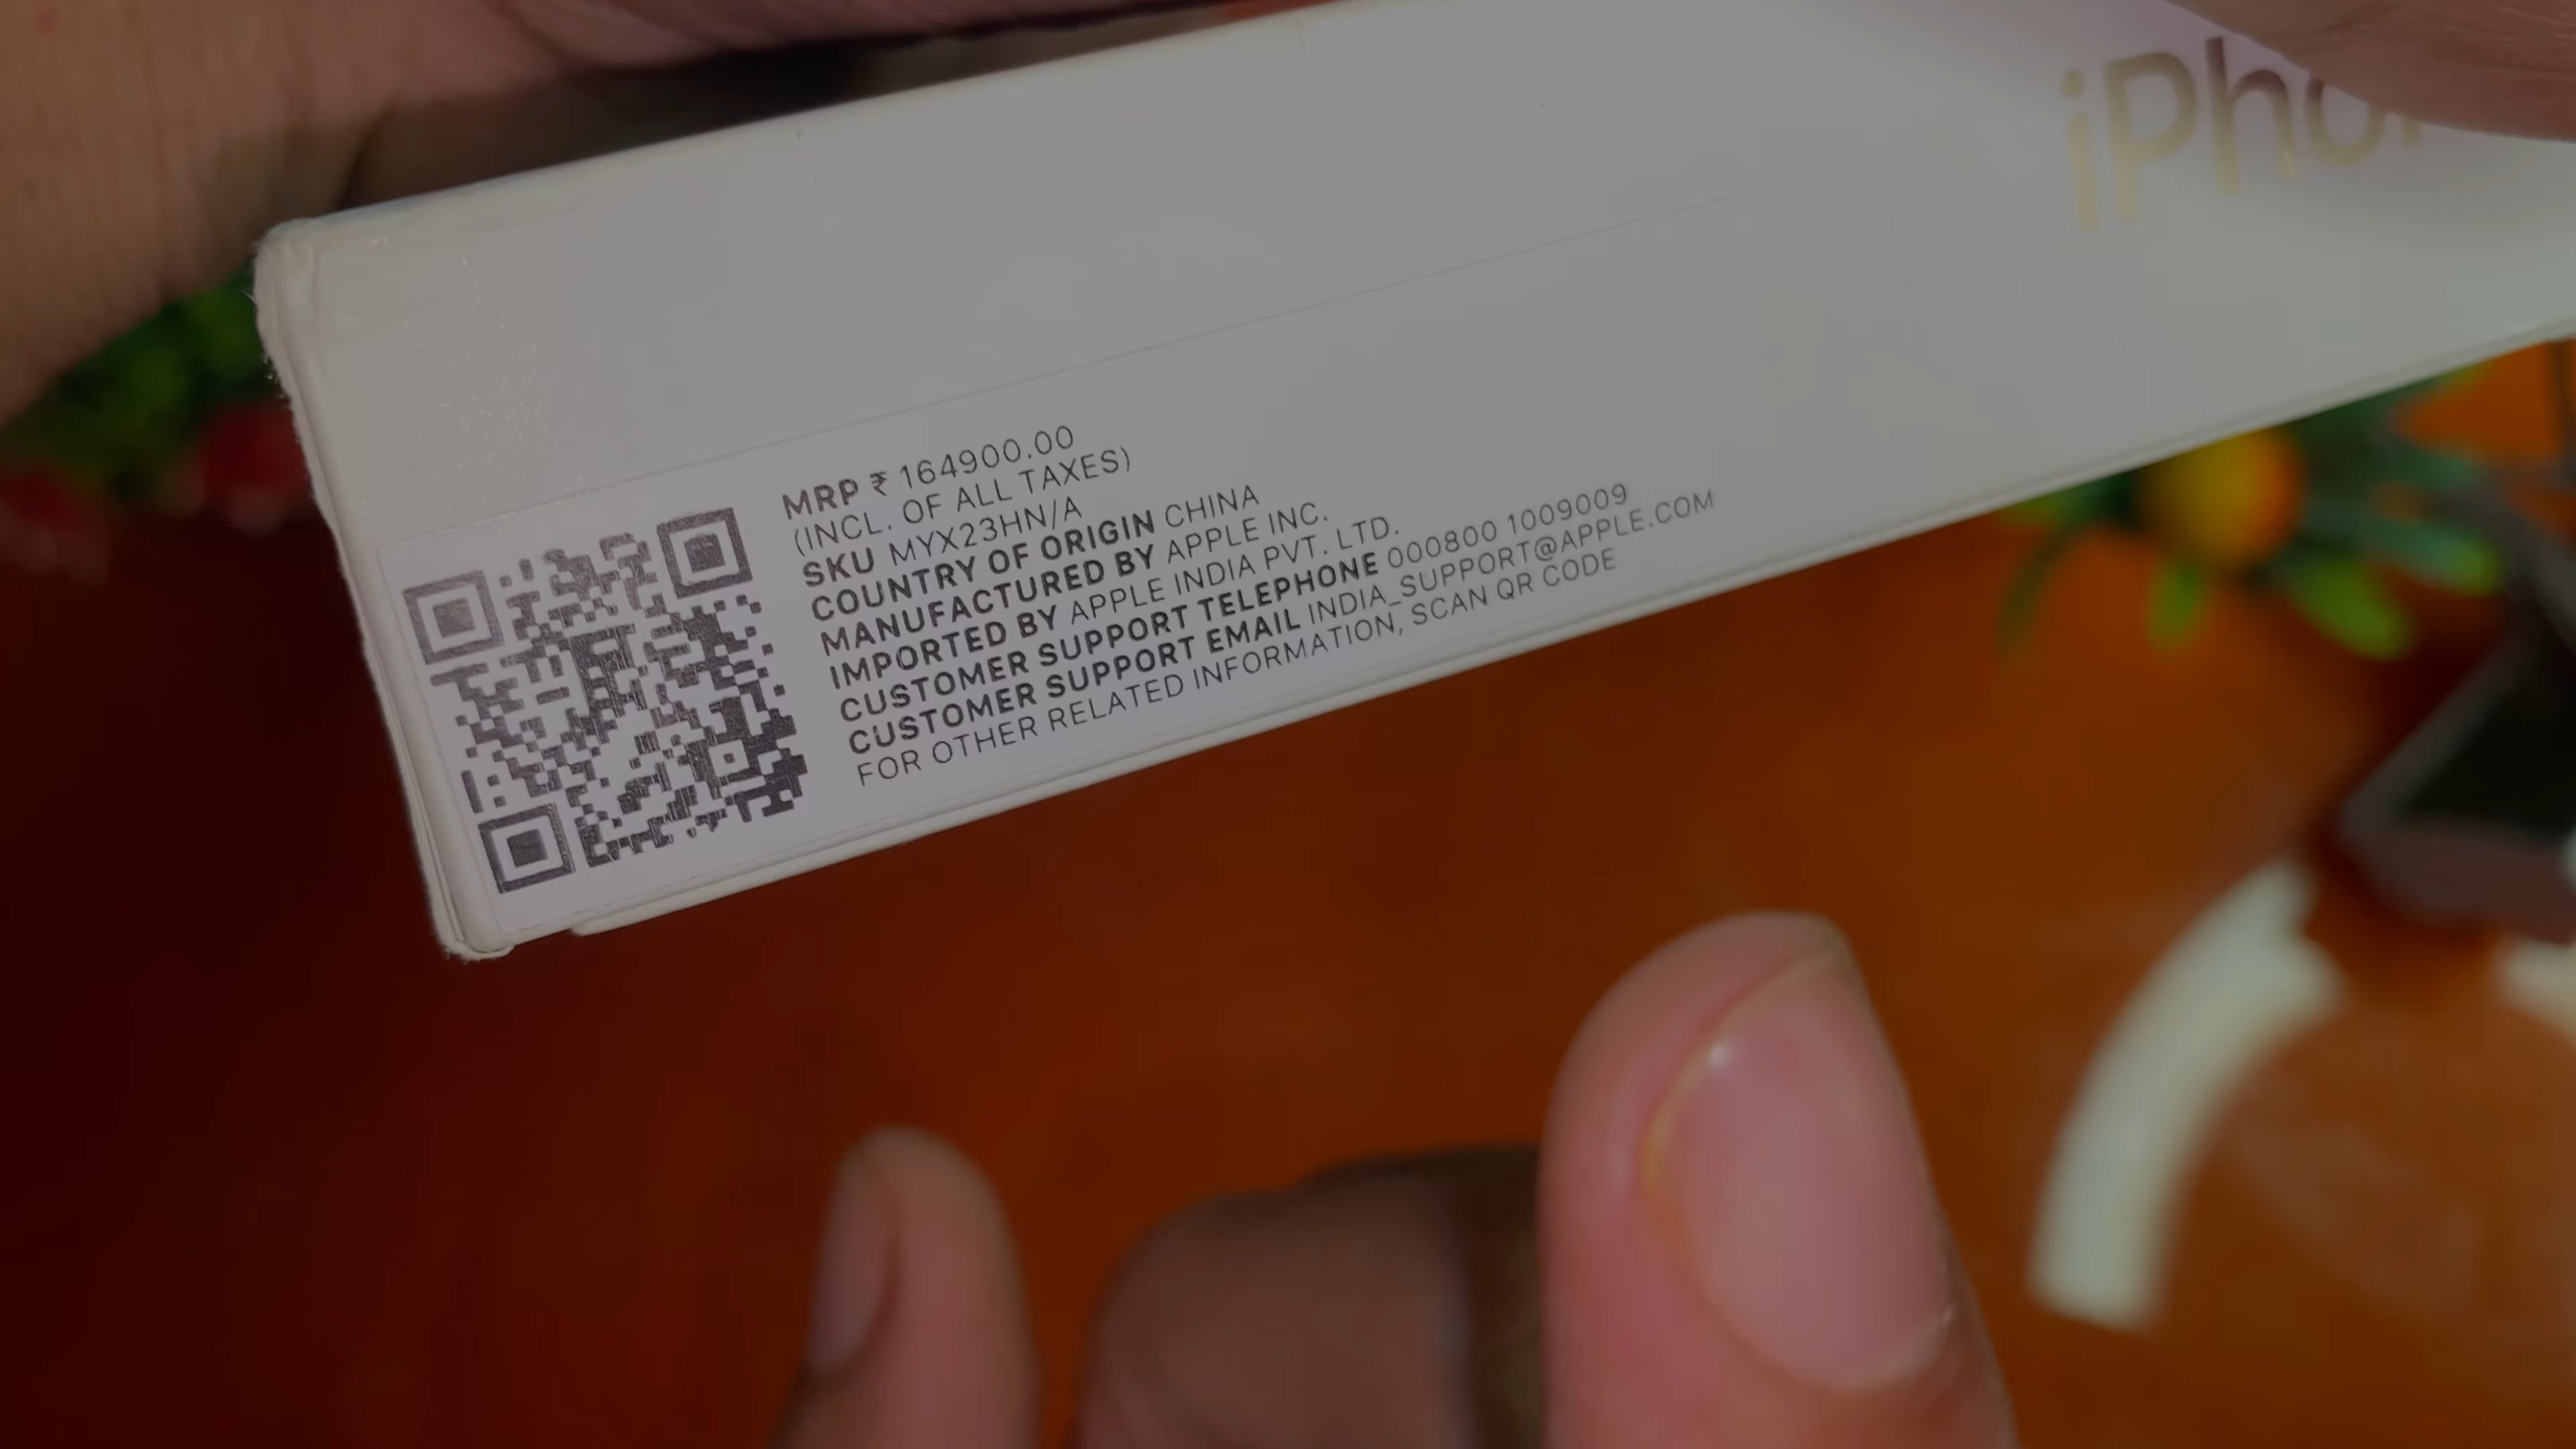 iPho
MRP ₹ 164900.00
(INCL. OF ALL TAXES)
SKU MYX23HN/A
COUNTRY OF ORIGIN CHINA
MANUFACTURED BY APPLE INC.
IMPORTED BY APPLE INDIA PVT. LTD.
CUSTOMER SUPPORT TELEPHONE 000800 1009009
CUSTOMER SUPPORT EMAIL INDIA_SUPPORT@APPLE.COM
FOR OTHER RELATED INFORMATION, SCAN QR CODE